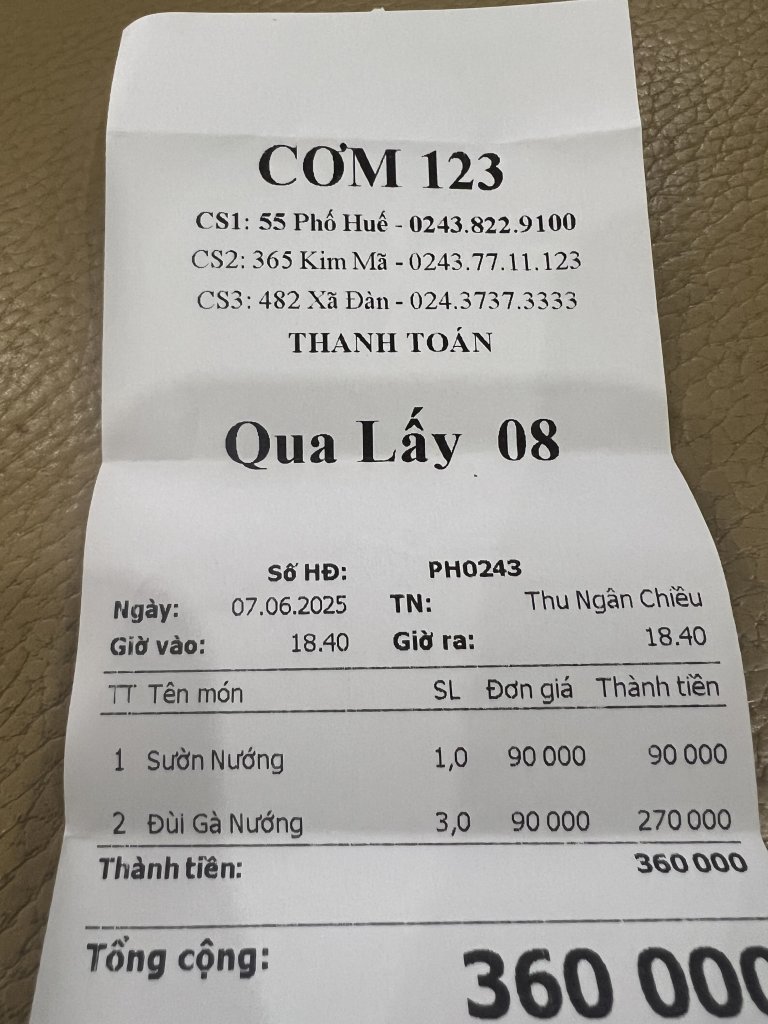 CƠM 123
CS1: 55 Phố Huế - 0243.822.9100
CS2: 365 Kim Mã - 0243.77.11.123
CS3: 482 Xã Đàn - 024.3737.3333
THANH TOÁN
Qua Lấy 08
Số HĐ: PH0243
Ngày: 07.06.2025 TN: Thu Ngân Chiều
Giờ vào: 18.40 Giờ ra: 18.40
TT Tên món SL Đơn giá Thành tiền
1 Sườn Nướng 1,0 90 000 90 000
2 Đùi Gà Nướng 3,0 90 000 270 000
Thành tiền: 360 000
Tổng cộng: 360 000